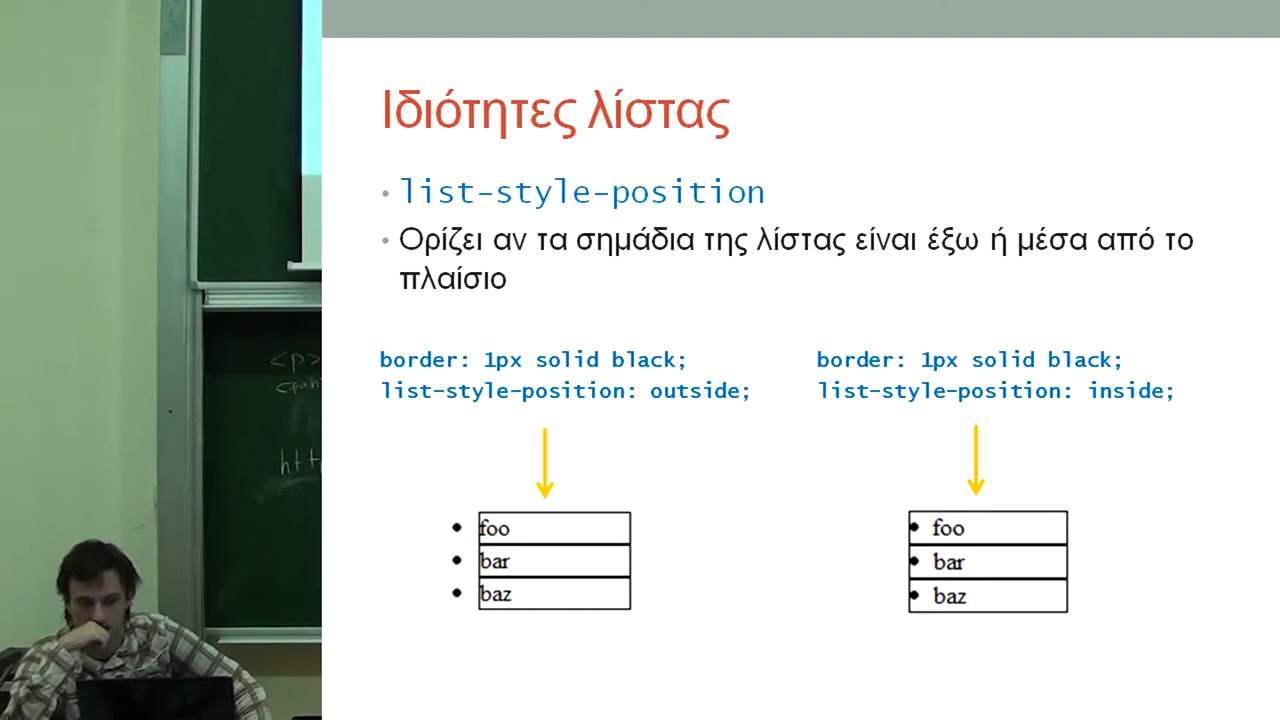 Ιδιότητες λίστας
• list-style-position
• Ορίζει αν τα σημάδια της λίστας είναι έξω ή μέσα από το
πλαίσιο
border: 1px solid black;
list-style-position: outside;
border: 1px solid black;
list-style-position: inside;
• foo
• bar
• baz
• foo
• bar
• baz
<p>